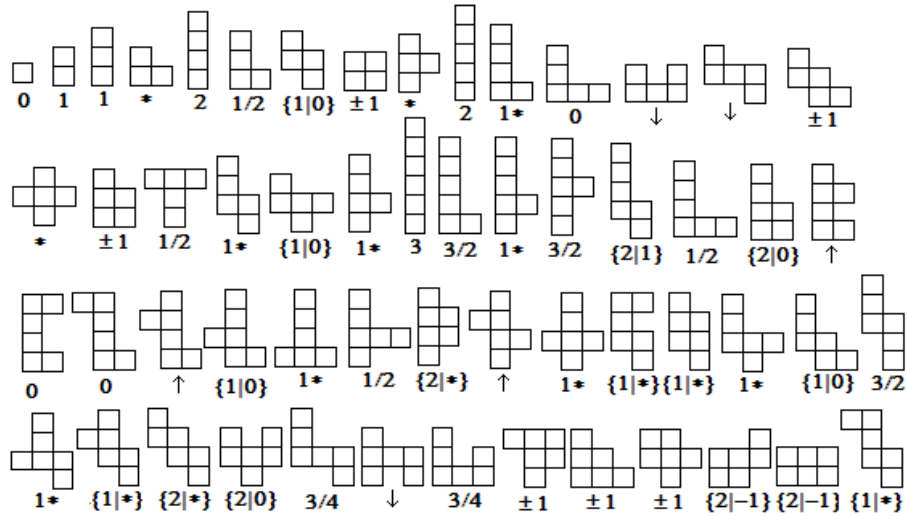 0 1 1 * 2 1/2 {1|0} ±1 * 2 1* 0 ↓ ↓ ±1
* ±1 1/2 1* {1|0} 1* 3 3/2 1* 3/2 {2|1} 1/2 {2|0} ↑
0 0 ↑ {1|0} 1* 1/2 {2|*} ↑ 1* {1|*} {1|*} 1* {1|0} 3/2
1* {1|*} {2|*} {2|0} 3/4 ↓ 3/4 ±1 ±1 ±1 {2|−1} {2|−1} {1|*}